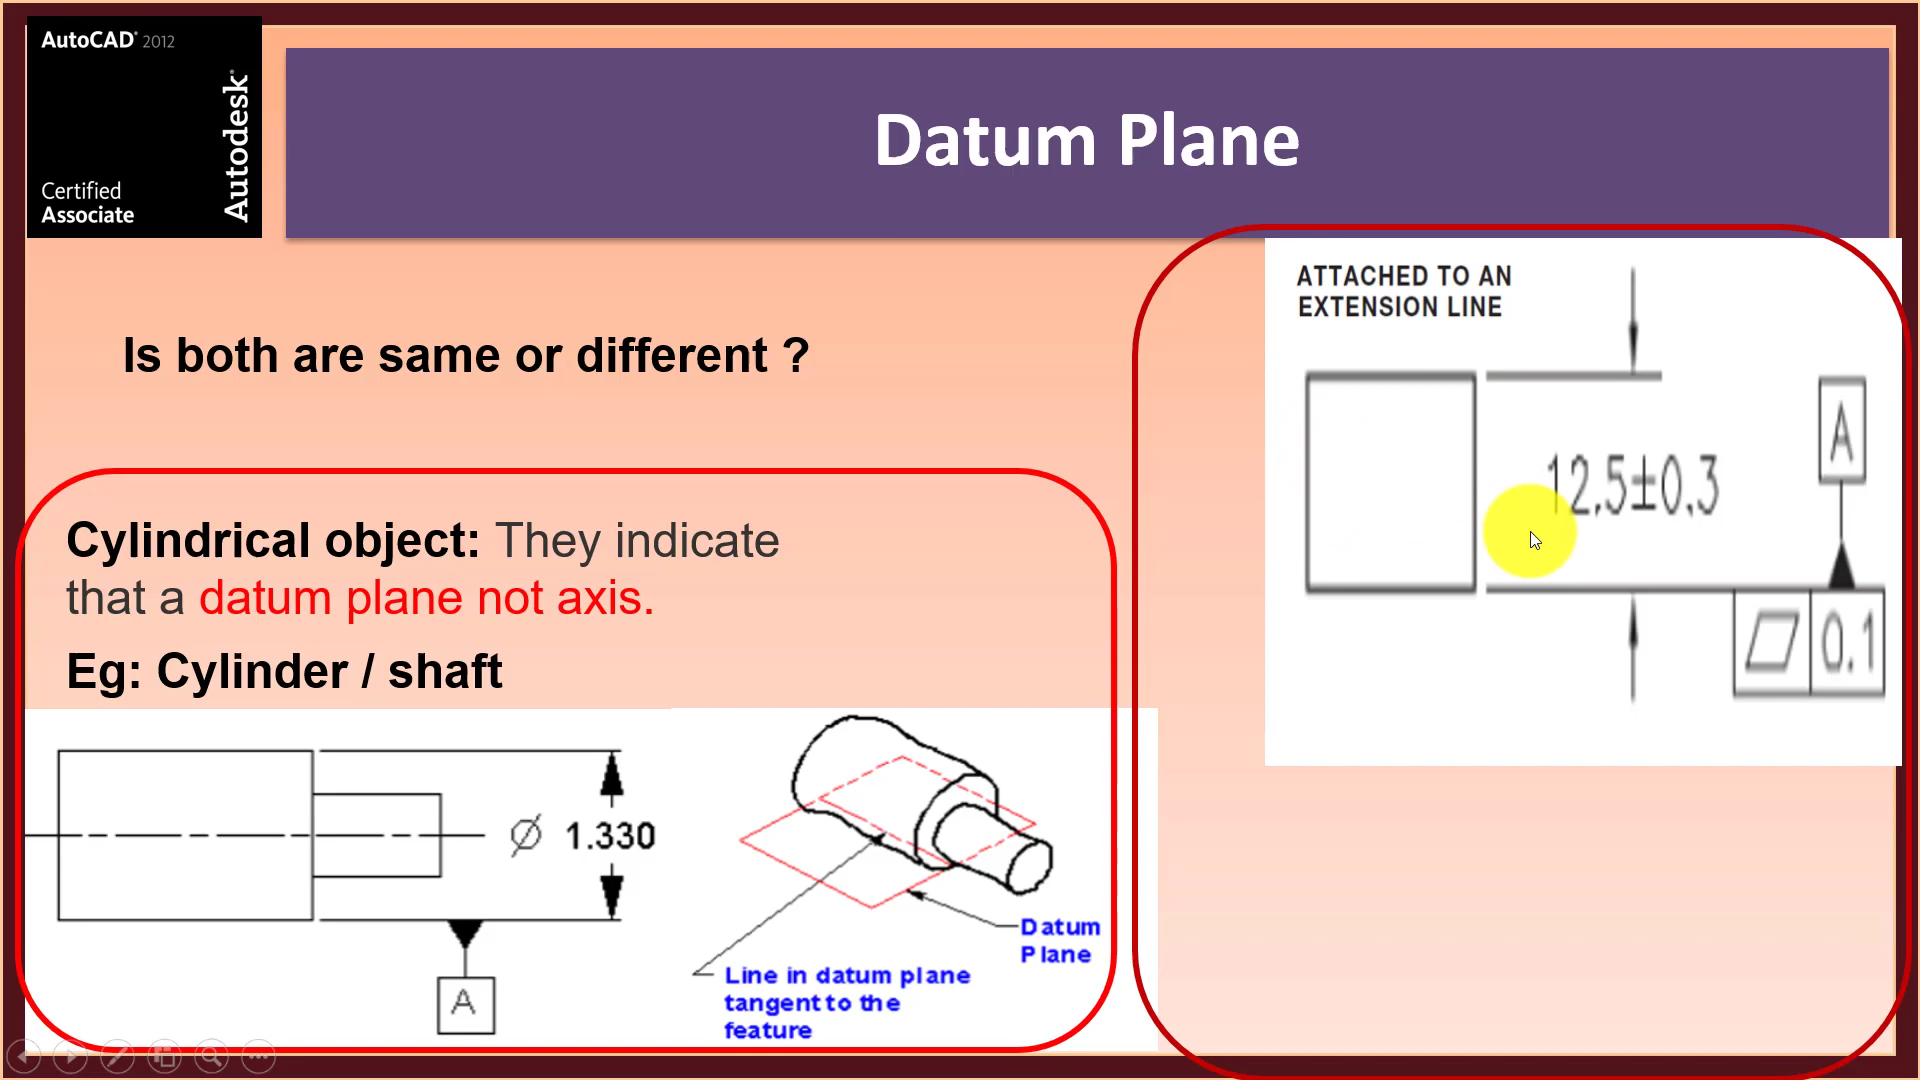 AutoCAD® 2012
Autodesk®
Certified
Associate
Datum Plane
Is both are same or different ?
ATTACHED TO AN
EXTENSION LINE
12,5±0,3
A
0.1
Cylindrical object: They indicate
that a datum plane not axis.
Eg: Cylinder / shaft
Ø 1.330
A
Datum
Plane
Line in datum plane
tangent to the
feature